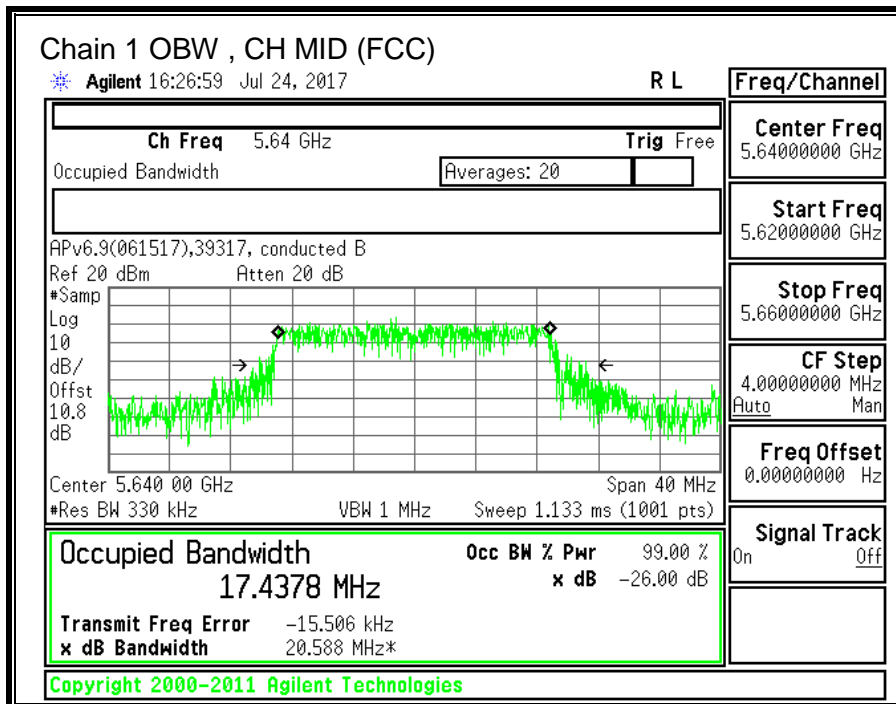 Chain 1 OBW , CH MID (FCC)
Agilent 16:26:59 Jul 24, 2017 R L
Freq/Channel
Ch Freq 5.64 GHz Trig Free
Occupied Bandwidth Averages: 20
APv6.9(061517),39317, conducted B
Ref 20 dBm Atten 20 dB
#Samp
Log
10
dB/
Offst
10.8
dB
Center 5.640 00 GHz Span 40 MHz
#Res BW 330 kHz VBW 1 MHz Sweep 1.133 ms (1001 pts)
Occupied Bandwidth Occ BW % Pwr 99.00 %
17.4378 MHz x dB -26.00 dB
Transmit Freq Error -15.506 kHz
x dB Bandwidth 20.588 MHz*
Center Freq
5.64000000 GHz
Start Freq
5.62000000 GHz
Stop Freq
5.66000000 GHz
CF Step
4.00000000 MHz
Auto Man
Freq Offset
0.00000000 Hz
Signal Track
On Off
Copyright 2000-2011 Agilent Technologies